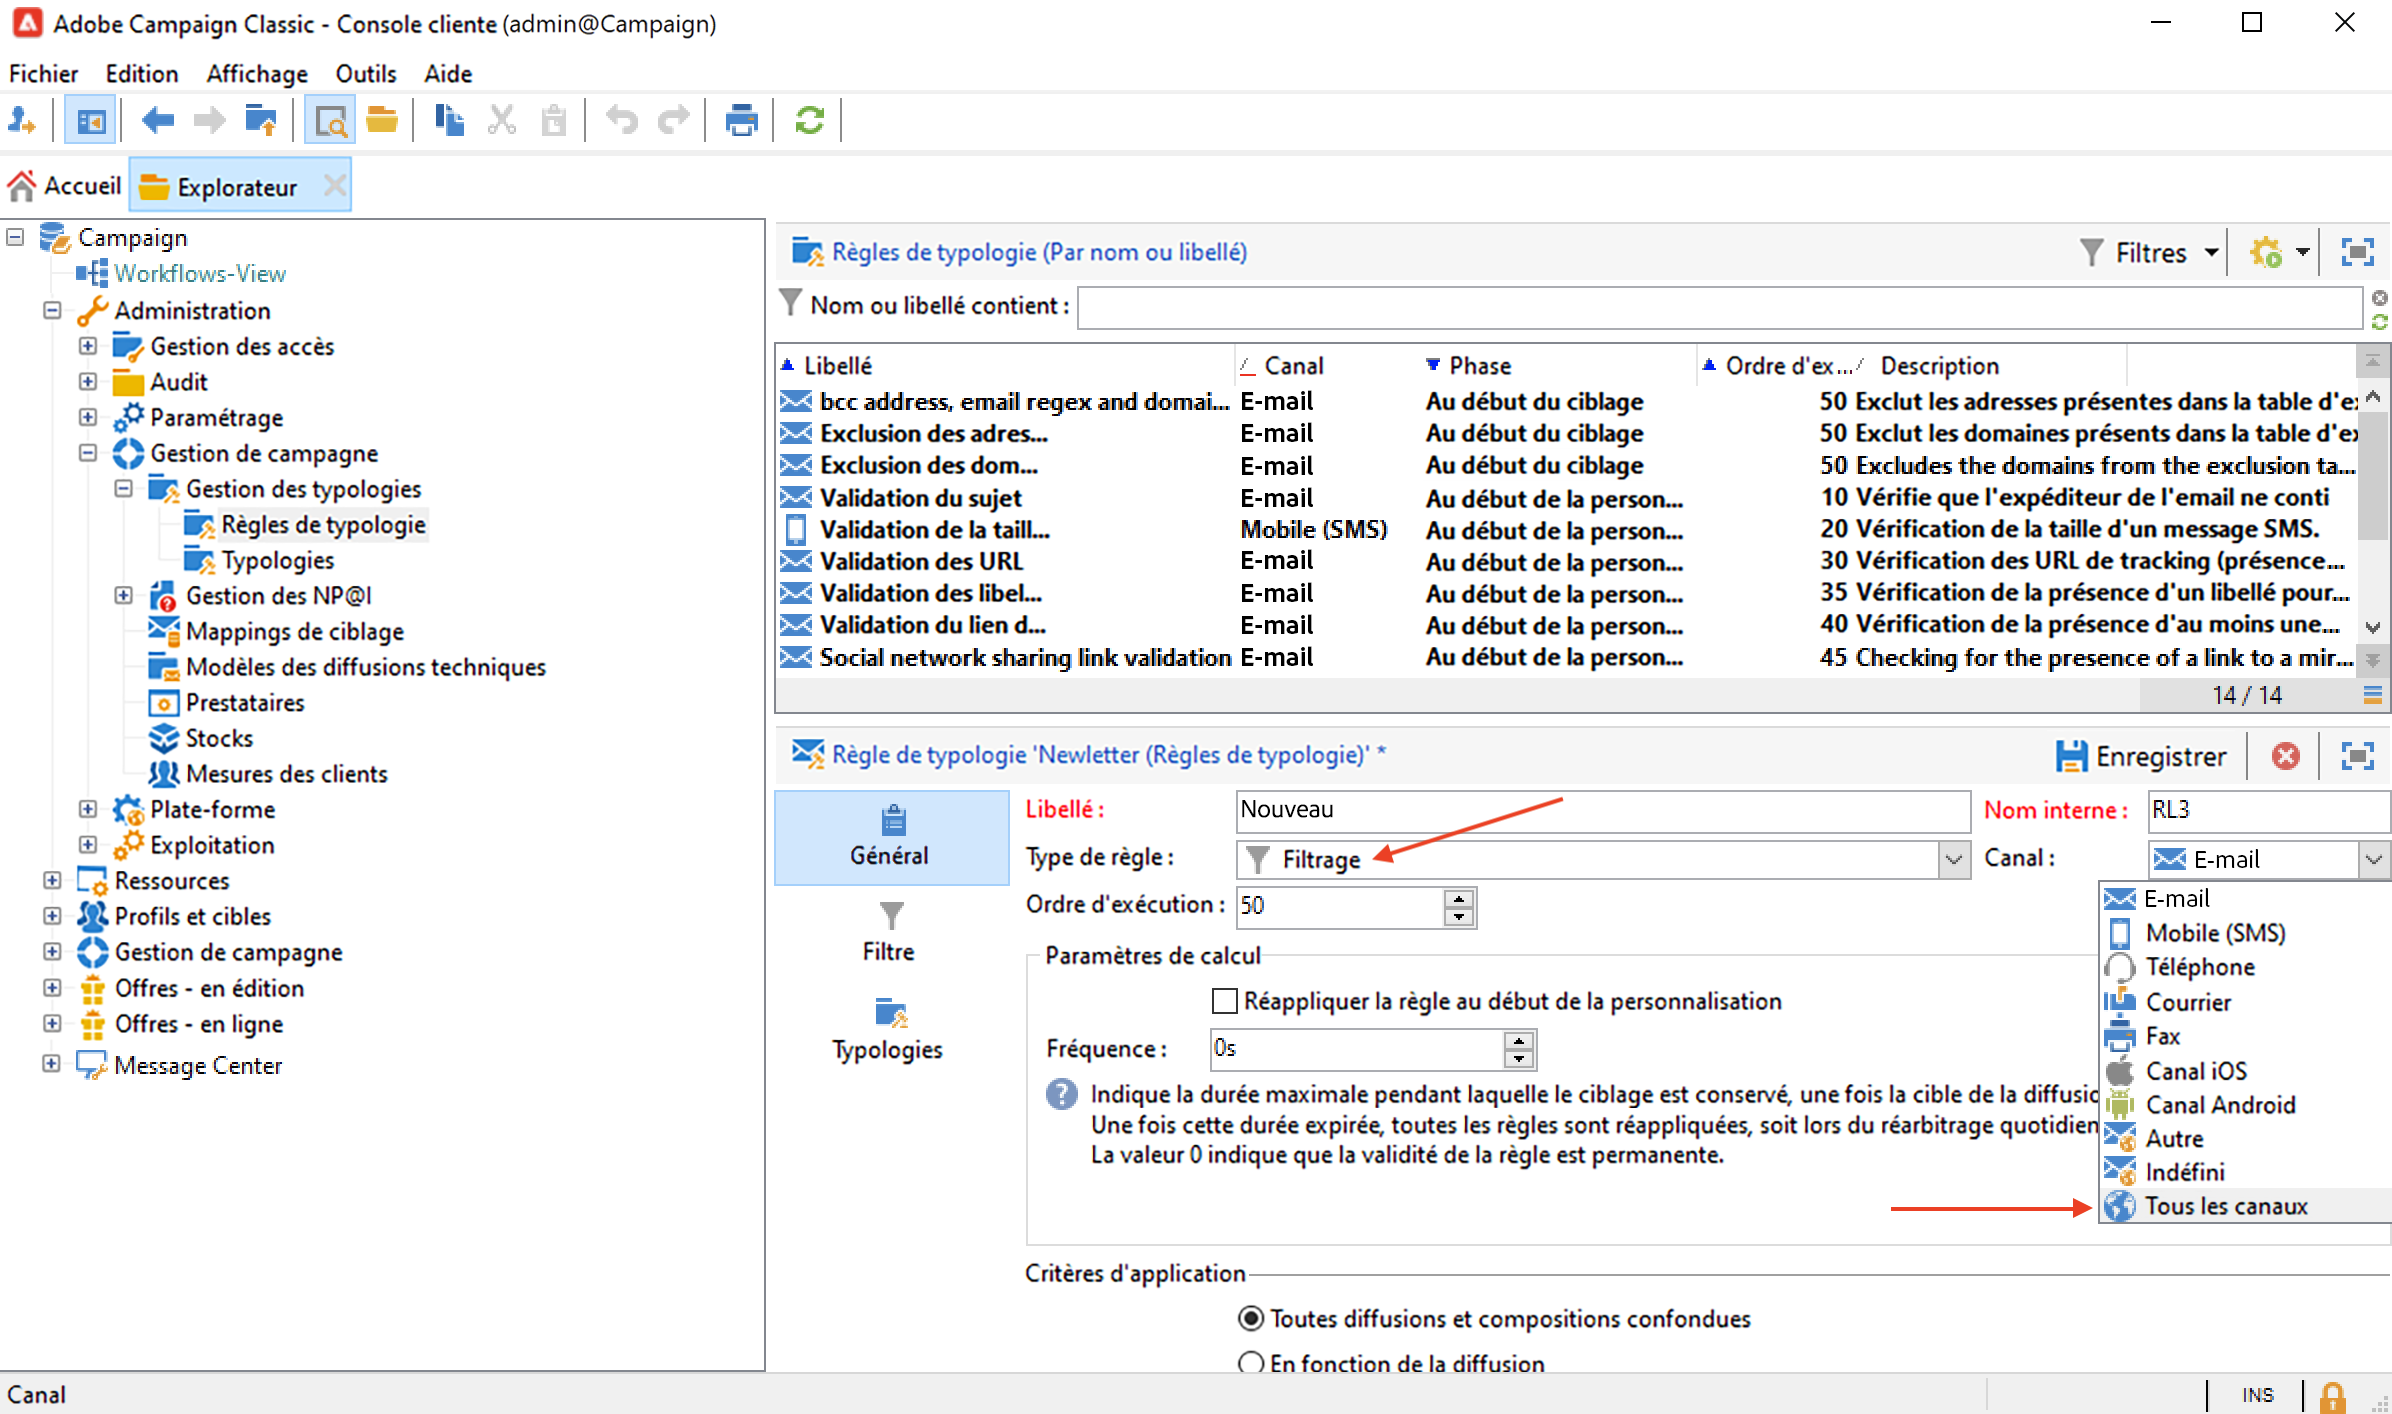 Adobe Campaign Classic - Console cliente (admin@Campaign)
Fichier Edition Affichage Outils Aide
Accueil Explorateur
Campaign
Workflows-View
Administration
Gestion des accès
Audit
Paramétrage
Gestion de campagne
Gestion des typologies
Règles de typologie
Typologies
Gestion des NP@I
Mappings de ciblage
Modèles des diffusions techniques
Prestataires
Stocks
Mesures des clients
Plate-forme
Exploitation
Ressources
Profils et cibles
Gestion de campagne
Offres - en édition
Offres - en ligne
Message Center
Règles de typologie (Par nom ou libellé) Filtres
Nom ou libellé contient :
Libellé Canal Phase Ordre d'ex... Description
bcc address, email regex and domai... E-mail Au début du ciblage 50 Exclut les adresses présentes dans la table d'e
Exclusion des adres... E-mail Au début du ciblage 50 Exclut les domaines présents dans la table d'e
Exclusion des dom... E-mail Au début du ciblage 50 Excludes the domains from the exclusion ta...
Validation du sujet E-mail Au début de la person... 10 Vérifie que l'expéditeur de l'email ne conti
Validation de la taill... Mobile (SMS) Au début de la person... 20 Vérification de la taille d'un message SMS.
Validation des URL E-mail Au début de la person... 30 Vérification des URL de tracking (présence...
Validation des libel... E-mail Au début de la person... 35 Vérification de la présence d'un libellé pour...
Validation du lien d... E-mail Au début de la person... 40 Vérification de la présence d'au moins une...
Social network sharing link validation E-mail Au début de la person... 45 Checking for the presence of a link to a mir...
14 / 14
Règle de typologie 'Newletter (Règles de typologie)' * Enregistrer
Général
Filtre
Typologies
Libellé : Nouveau Nom interne : RL3
Type de règle : Filtrage Canal : E-mail
Ordre d'exécution : 50
E-mail
Mobile (SMS)
Téléphone
Courrier
Fax
Canal iOS
Canal Android
Autre
Indéfini
Tous les canaux
Paramètres de calcul
Réappliquer la règle au début de la personnalisation
Fréquence : 0s
Indique la durée maximale pendant laquelle le ciblage est conservé, une fois la cible de la diffusio
Une fois cette durée expirée, toutes les règles sont réappliquées, soit lors du réarbitrage quotidien
La valeur 0 indique que la validité de la règle est permanente.
Critères d'application
Toutes diffusions et compositions confondues
En fonction de la diffusion
Canal INS